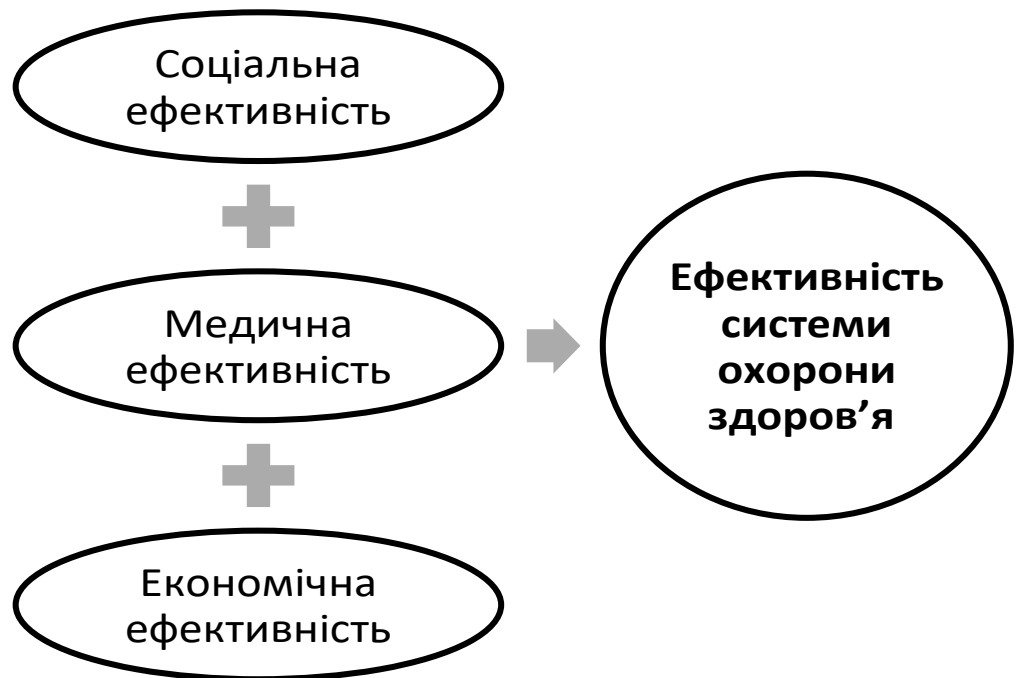 Соціальна
ефективність
Медична
ефективність
Економічна
ефективність
Ефективність
системи
охорони
здоров’я